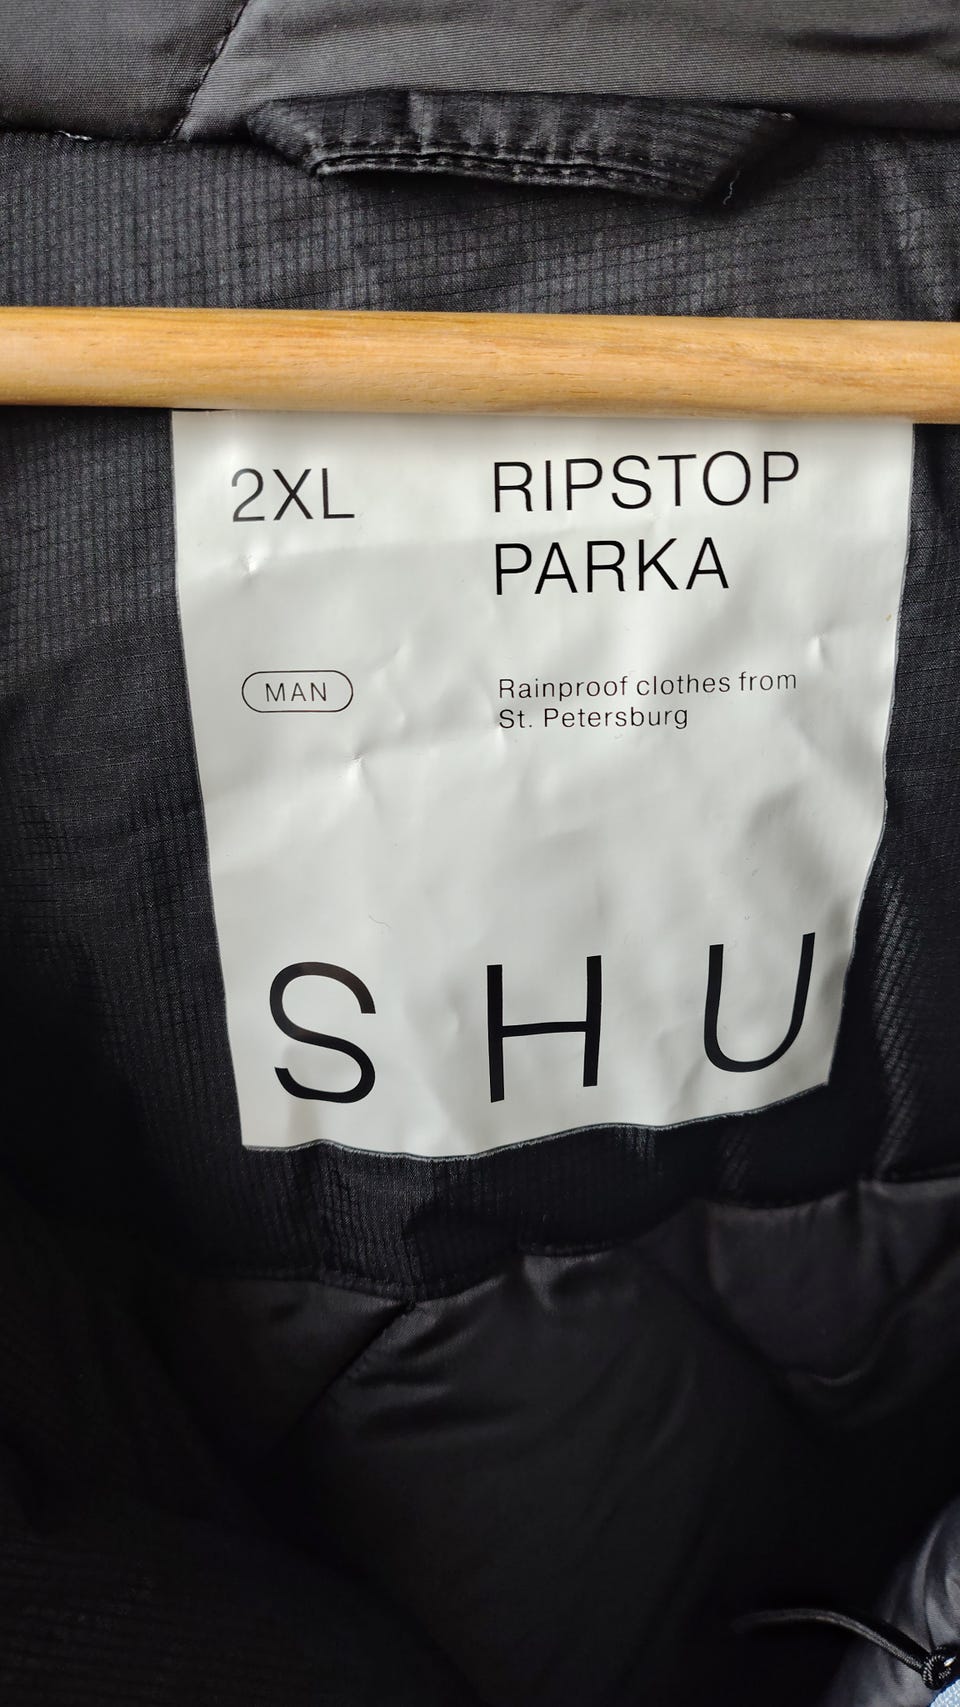 2XL
RIPSTOP
PARKA
MAN
Rainproof clothes from
St. Petersburg
SHU